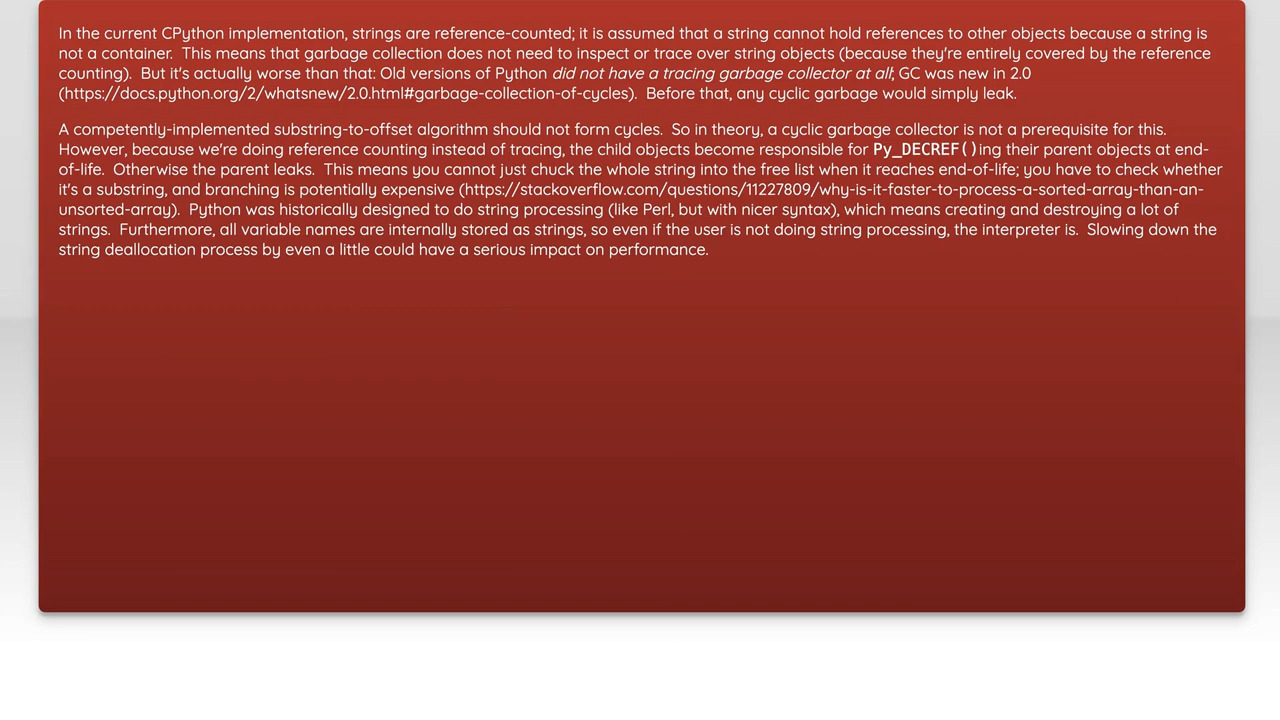 In the current CPython implementation, strings are reference-counted; it is assumed that a string cannot hold references to other objects because a string is
not a container.  This means that garbage collection does not need to inspect or trace over string objects (because they're entirely covered by the reference
counting).  But it's actually worse than that: Old versions of Python did not have a tracing garbage collector at all; GC was new in 2.0
(https://docs.python.org/2/whatsnew/2.0.html#garbage-collection-of-cycles).  Before that, any cyclic garbage would simply leak.
A competently-implemented substring-to-offset algorithm should not form cycles.  So in theory, a cyclic garbage collector is not a prerequisite for this.
However, because we're doing reference counting instead of tracing, the child objects become responsible for Py_DECREF()ing their parent objects at end-
of-life.  Otherwise the parent leaks.  This means you cannot just chuck the whole string into the free list when it reaches end-of-life; you have to check whether
it's a substring, and branching is potentially expensive (https://stackoverflow.com/questions/11227809/why-is-it-faster-to-process-a-sorted-array-than-an-
unsorted-array).  Python was historically designed to do string processing (like Perl, but with nicer syntax), which means creating and destroying a lot of
strings.  Furthermore, all variable names are internally stored as strings, so even if the user is not doing string processing, the interpreter is.  Slowing down the
string deallocation process by even a little could have a serious impact on performance.